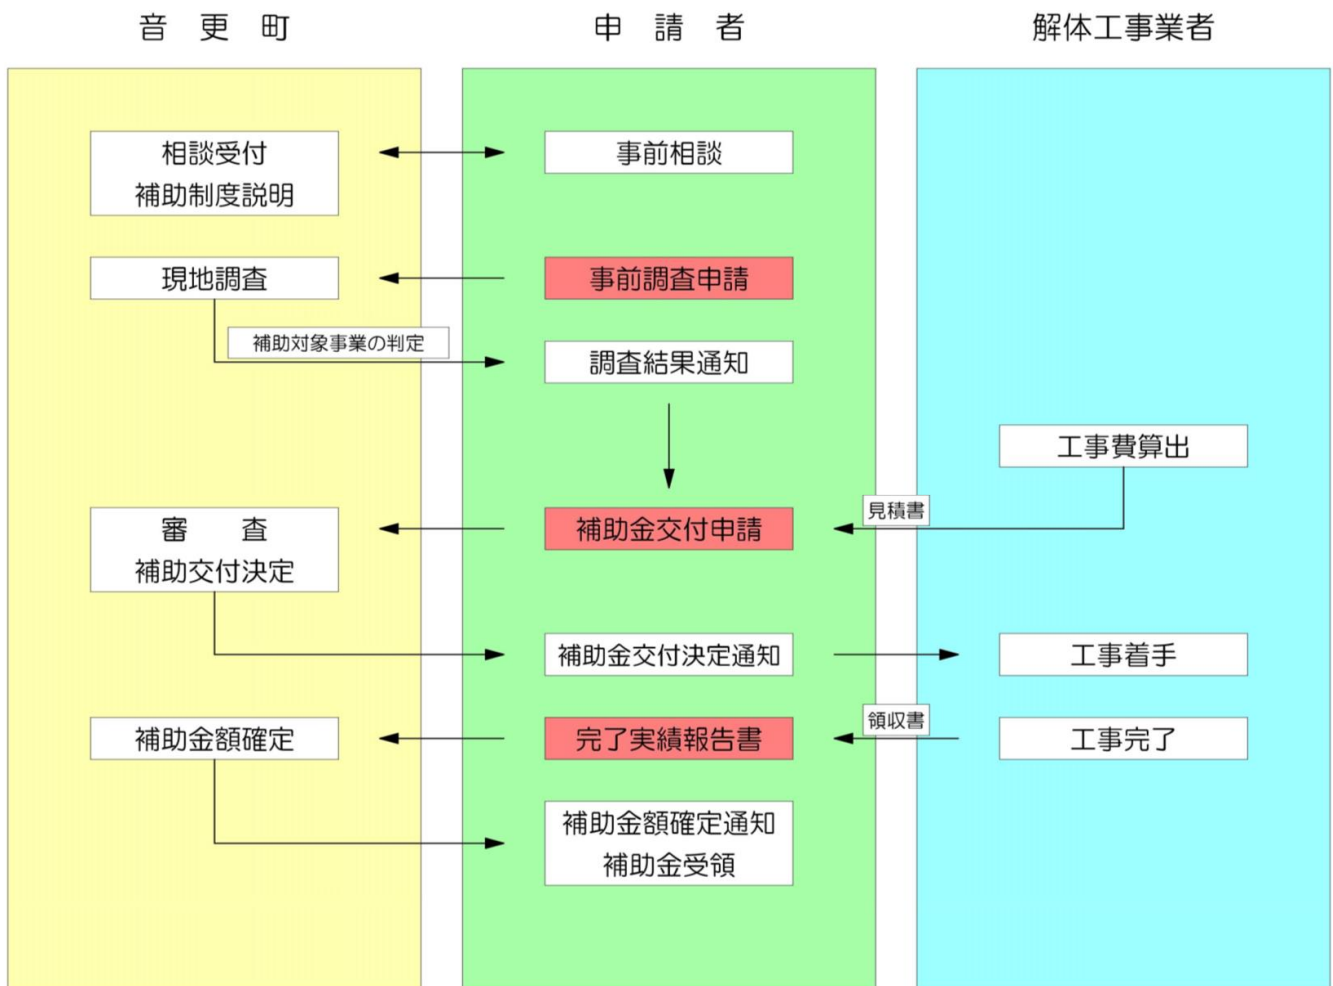 音 更 町
申 請 者
解体工事業者
相談受付
補助制度説明
事前相談
現地調査
事前調査申請
補助対象事業の判定
調査結果通知
工事費算出
見積書
審 査
補助交付決定
補助金交付申請
補助金交付決定通知
工事着手
領収書
補助金額確定
完了実績報告書
工事完了
補助金額確定通知
補助金受領